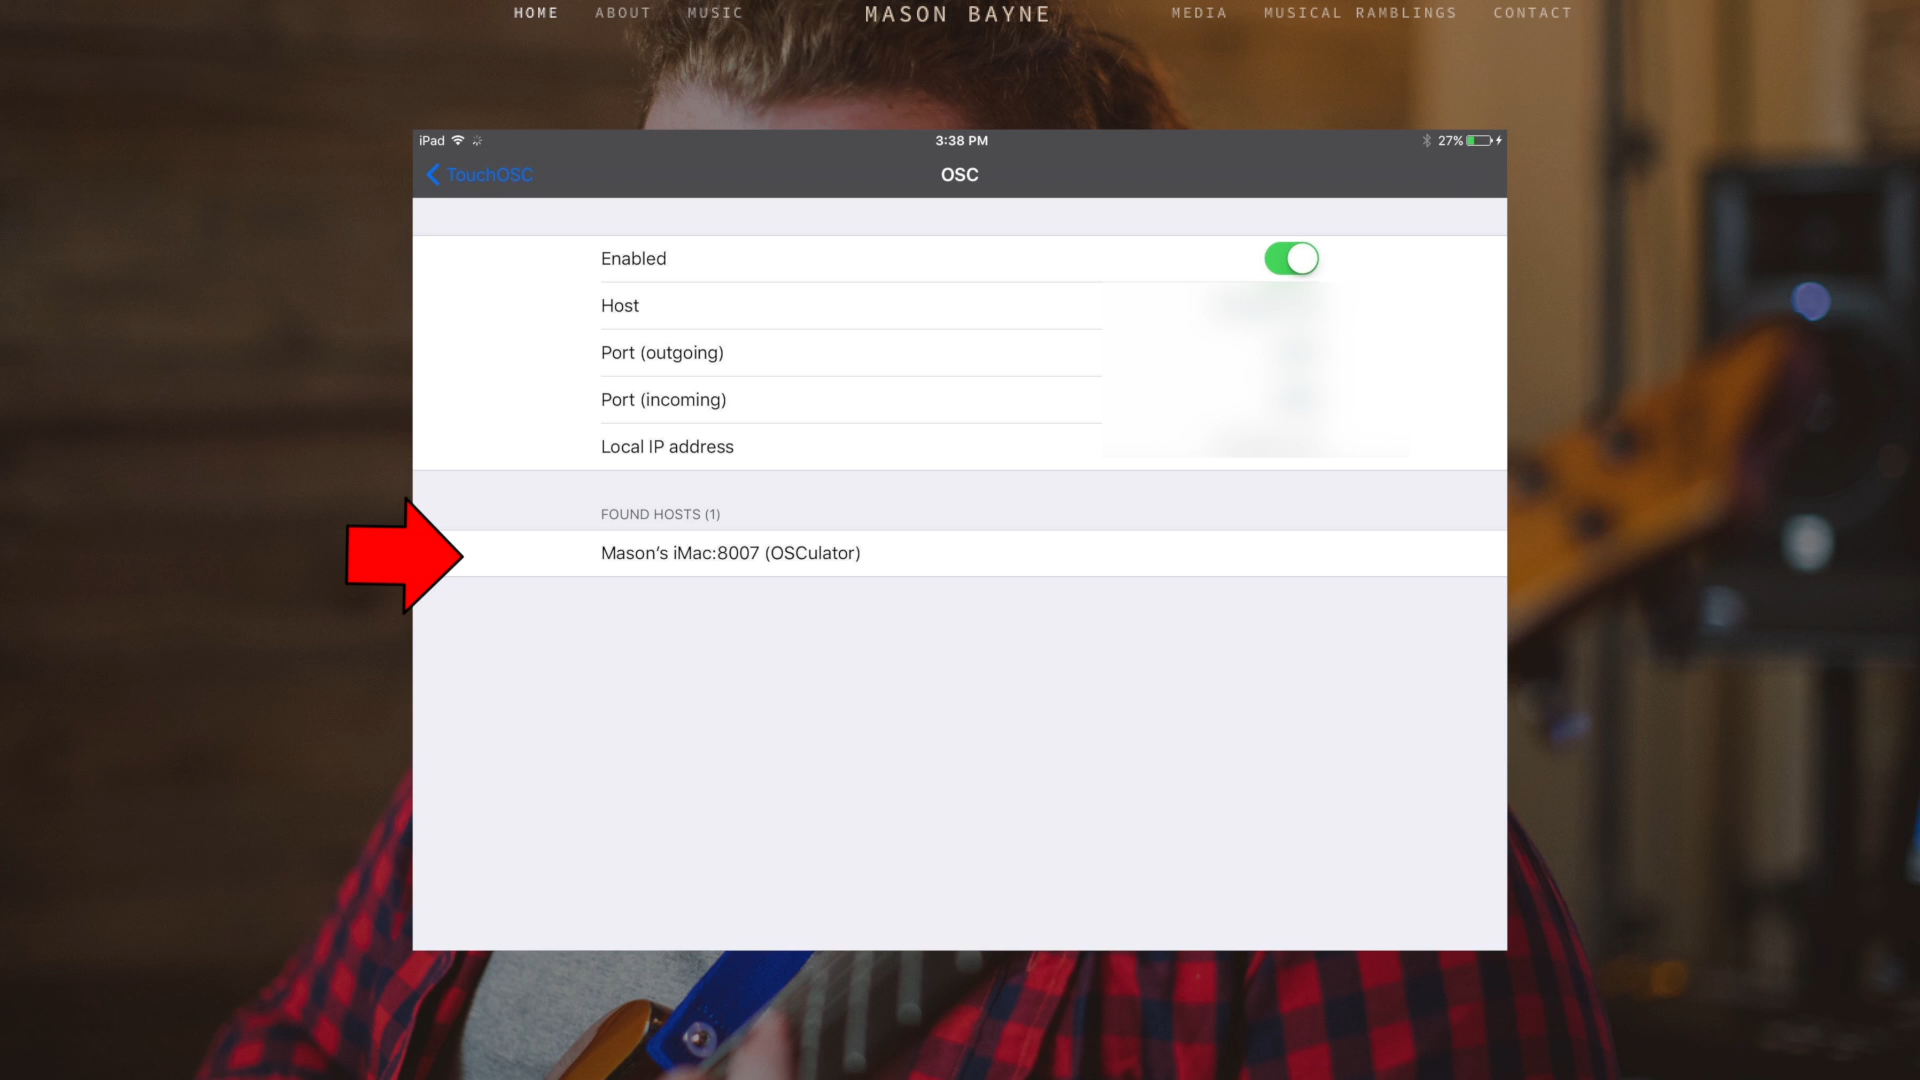 HOME ABOUT MUSIC MASON BAYNE MEDIA MUSICAL RAMBLINGS CONTACT
iPad 3:38 PM 27%
TouchOSC OSC
Enabled
Host
Port (outgoing)
Port (incoming)
Local IP address
FOUND HOSTS (1)
Mason's iMac:8007 (OSCulator)